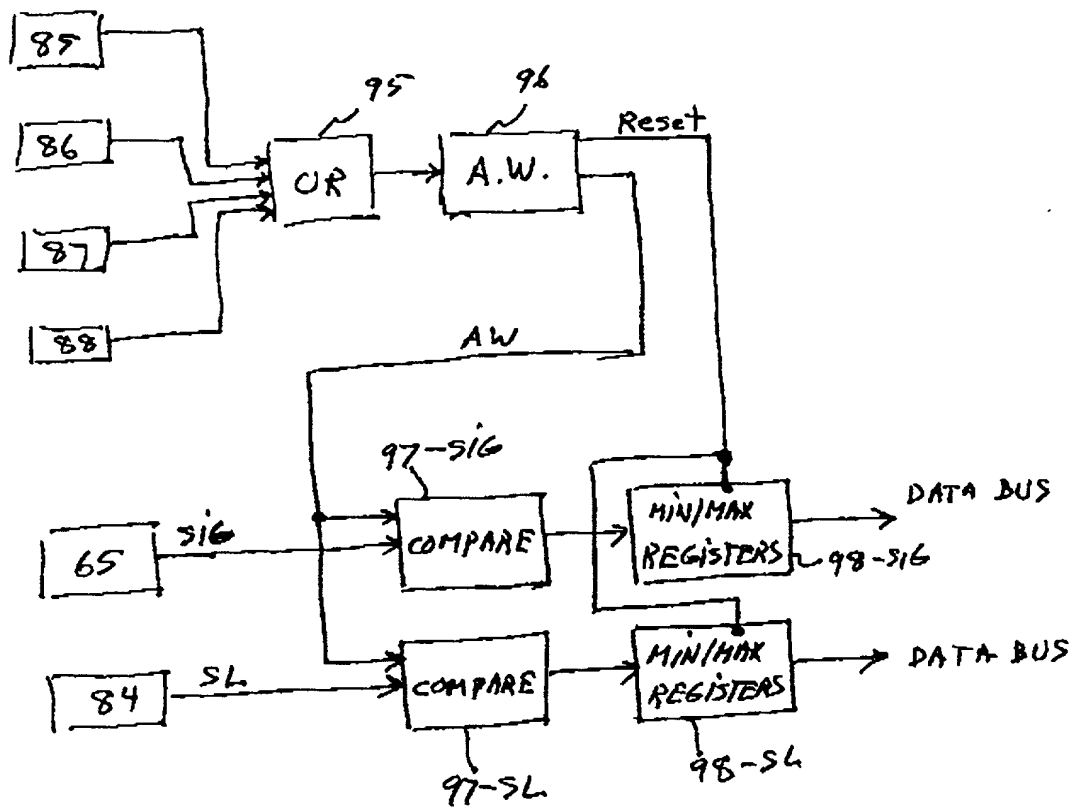 85
95
96
Reset
86
OR
A.W.
87
88
AW
97-SIG
DATA BUS
MIN/MAX
REGISTERS
65
SIG
COMPARE
98-SIG
84
SL
COMPARE
MIN/MAX
REGISTERS
DATA BUS
97-SL
98-SL